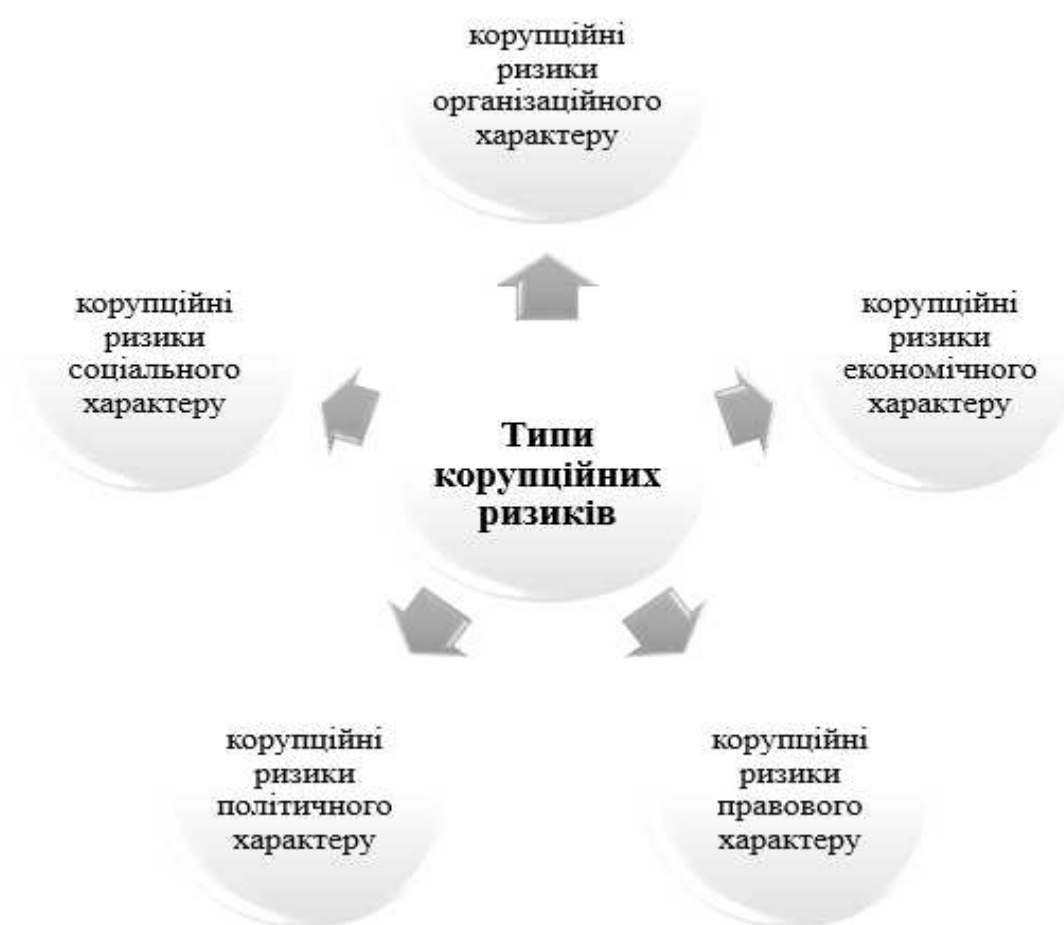 корупційні
ризики
організаційного
характеру
корупційні
ризики
соціального
характеру
корупційні
ризики
економічного
характеру
Типи
корупційних
ризиків
корупційні
ризики
політичного
характеру
корупційні
ризики
правового
характеру